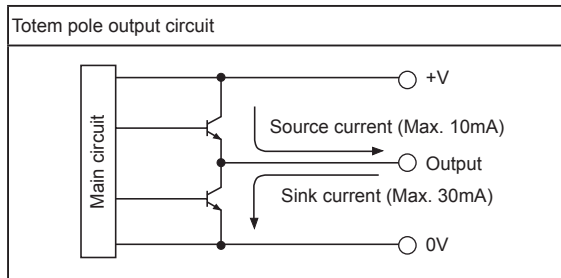 Totem pole output circuit
Main circuit
+V
Source current (Max. 10mA)
Output
Sink current (Max. 30mA)
0V